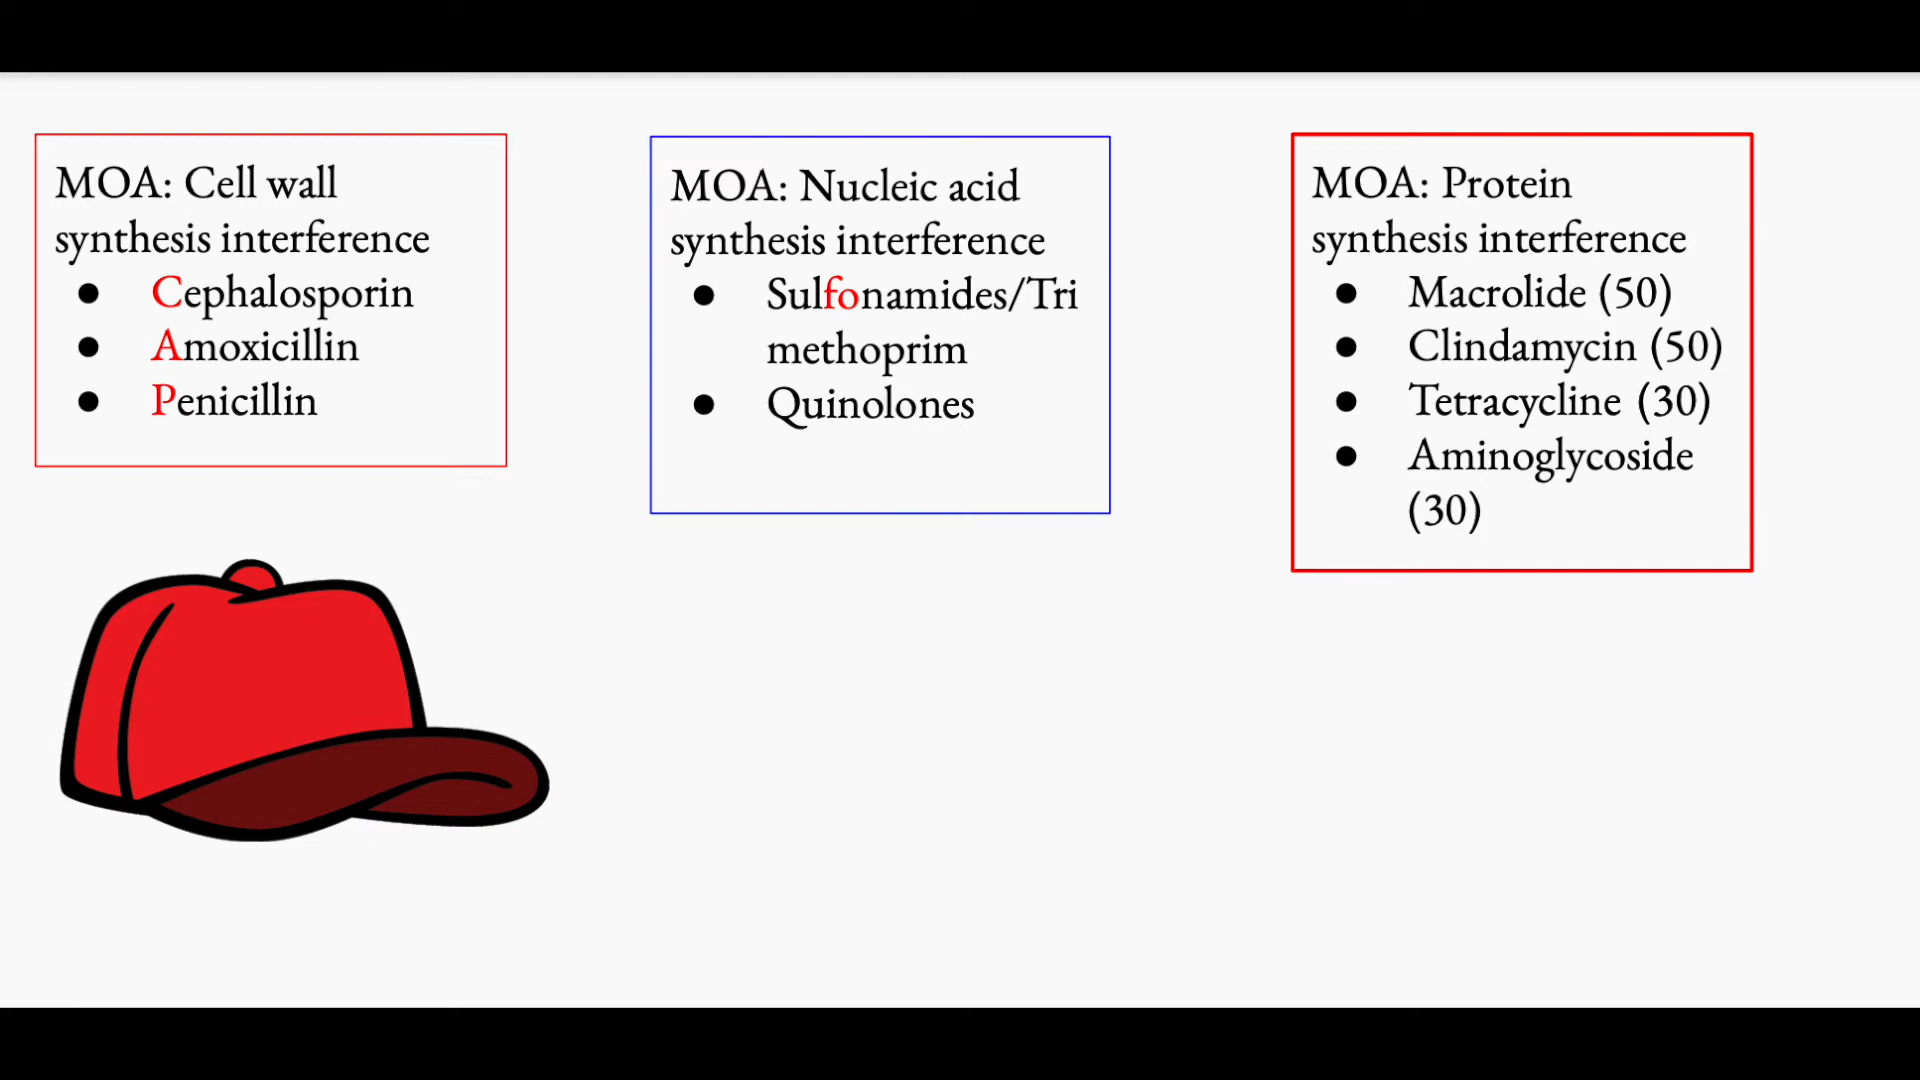 MOA: Cell wall
synthesis interference
● Cephalosporin
● Amoxicillin
● Penicillin
MOA: Nucleic acid
synthesis interference
● Sulfonamides/Tri
methoprim
● Quinolones
MOA: Protein
synthesis interference
● Macrolide (50)
● Clindamycin (50)
● Tetracycline (30)
● Aminoglycoside
(30)